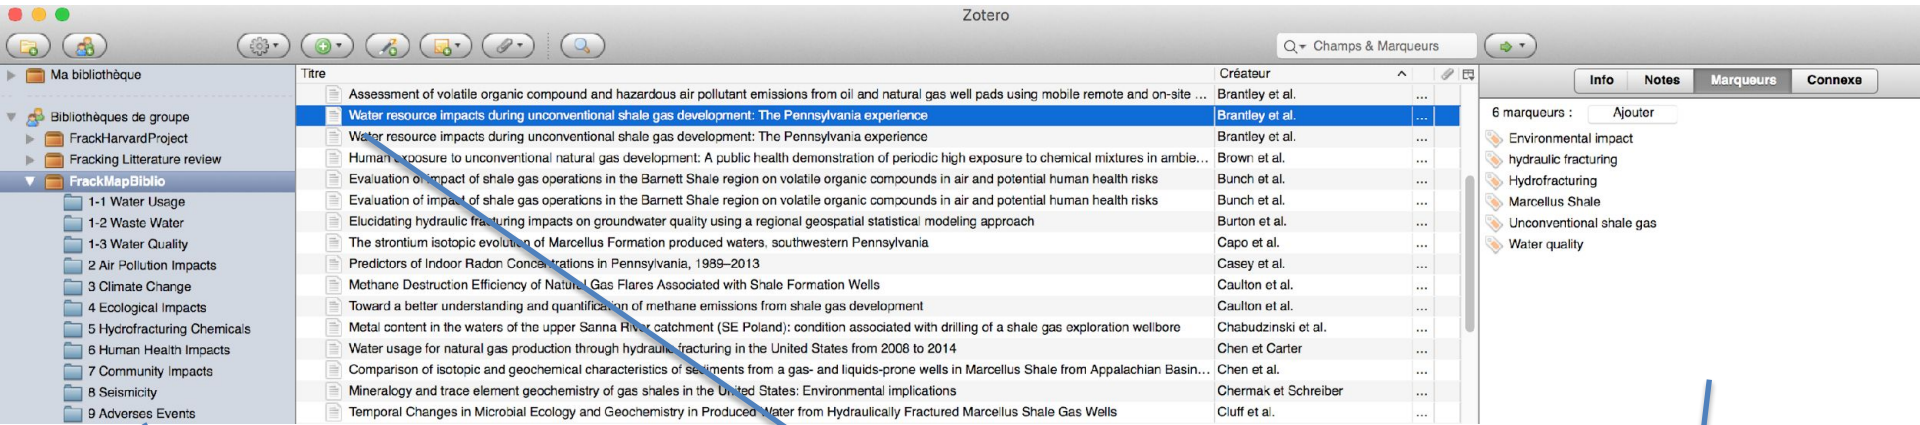 Zotero
Champs & Marqueurs
Ma bibliothèque
Bibliothèques de groupe
FrackHarvardProject
Fracking Litterature review
FrackMapBiblio
1-1 Water Usage
1-2 Waste Water
1-3 Water Quality
2 Air Pollution Impacts
3 Climate Change
4 Ecological Impacts
5 Hydrofracturing Chemicals
6 Human Health Impacts
7 Community Impacts
8 Seismicity
9 Adverses Events
Titre Créateur
Assessment of volatile organic compound and hazardous air pollutant emissions from oil and natural gas well pads using mobile remote and on-site ... Brantley et al. ...
Water resource impacts during unconventional shale gas development: The Pennsylvania experience Brantley et al. ...
Water resource impacts during unconventional shale gas development: The Pennsylvania experience Brantley et al. ...
Human exposure to unconventional natural gas development: A public health demonstration of periodic high exposure to chemical mixtures in ambie... Brown et al. ...
Evaluation of impact of shale gas operations in the Barnett Shale region on volatile organic compounds in air and potential human health risks Bunch et al. ...
Evaluation of impact of shale gas operations in the Barnett Shale region on volatile organic compounds in air and potential human health risks Bunch et al. ...
Elucidating hydraulic fracturing impacts on groundwater quality using a regional geospatial statistical modeling approach Burton et al. ...
The strontium isotopic evolution of Marcellus Formation produced waters, southwestern Pennsylvania Capo et al. ...
Predictors of Indoor Radon Concentrations in Pennsylvania, 1989–2013 Casey et al. ...
Methane Destruction Efficiency of Natural Gas Flares Associated with Shale Formation Wells Caulton et al. ...
Toward a better understanding and quantification of methane emissions from shale gas development Caulton et al. ...
Metal content in the waters of the upper Sanna River catchment (SE Poland): condition associated with drilling of a shale gas exploration wellbore Chabudzinski et al. ...
Water usage for natural gas production through hydraulic fracturing in the United States from 2008 to 2014 Chen et Carter ...
Comparison of isotopic and geochemical characteristics of sediments from a gas- and liquids-prone wells in Marcellus Shale from Appalachian Basin... Chen et al. ...
Mineralogy and trace element geochemistry of gas shales in the United States: Environmental implications Chermak et Schreiber ...
Temporal Changes in Microbial Ecology and Geochemistry in Produced Water from Hydraulically Fractured Marcellus Shale Gas Wells Cluff et al. ...
Info Notes Marqueurs Connexe
6 marqueurs : Ajouter
Environmental impact
hydraulic fracturing
Hydrofracturing
Marcellus Shale
Unconventional shale gas
Water quality